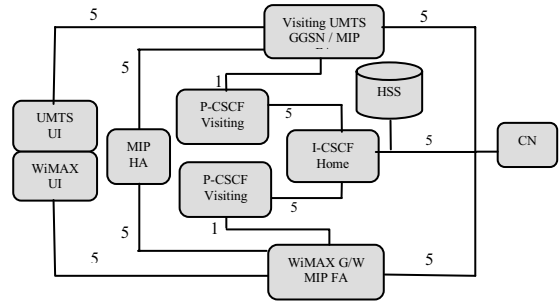 5
Visiting UMTS
GGSN / MIP
5
5
1
HSS
P-CSCF
Visiting
5
UMTS
UI
MIP
HA
I-CSCF
Home
5
CN
WiMAX
UI
P-CSCF
Visiting
5
5
1
5
WiMAX G/W
MIP FA
5